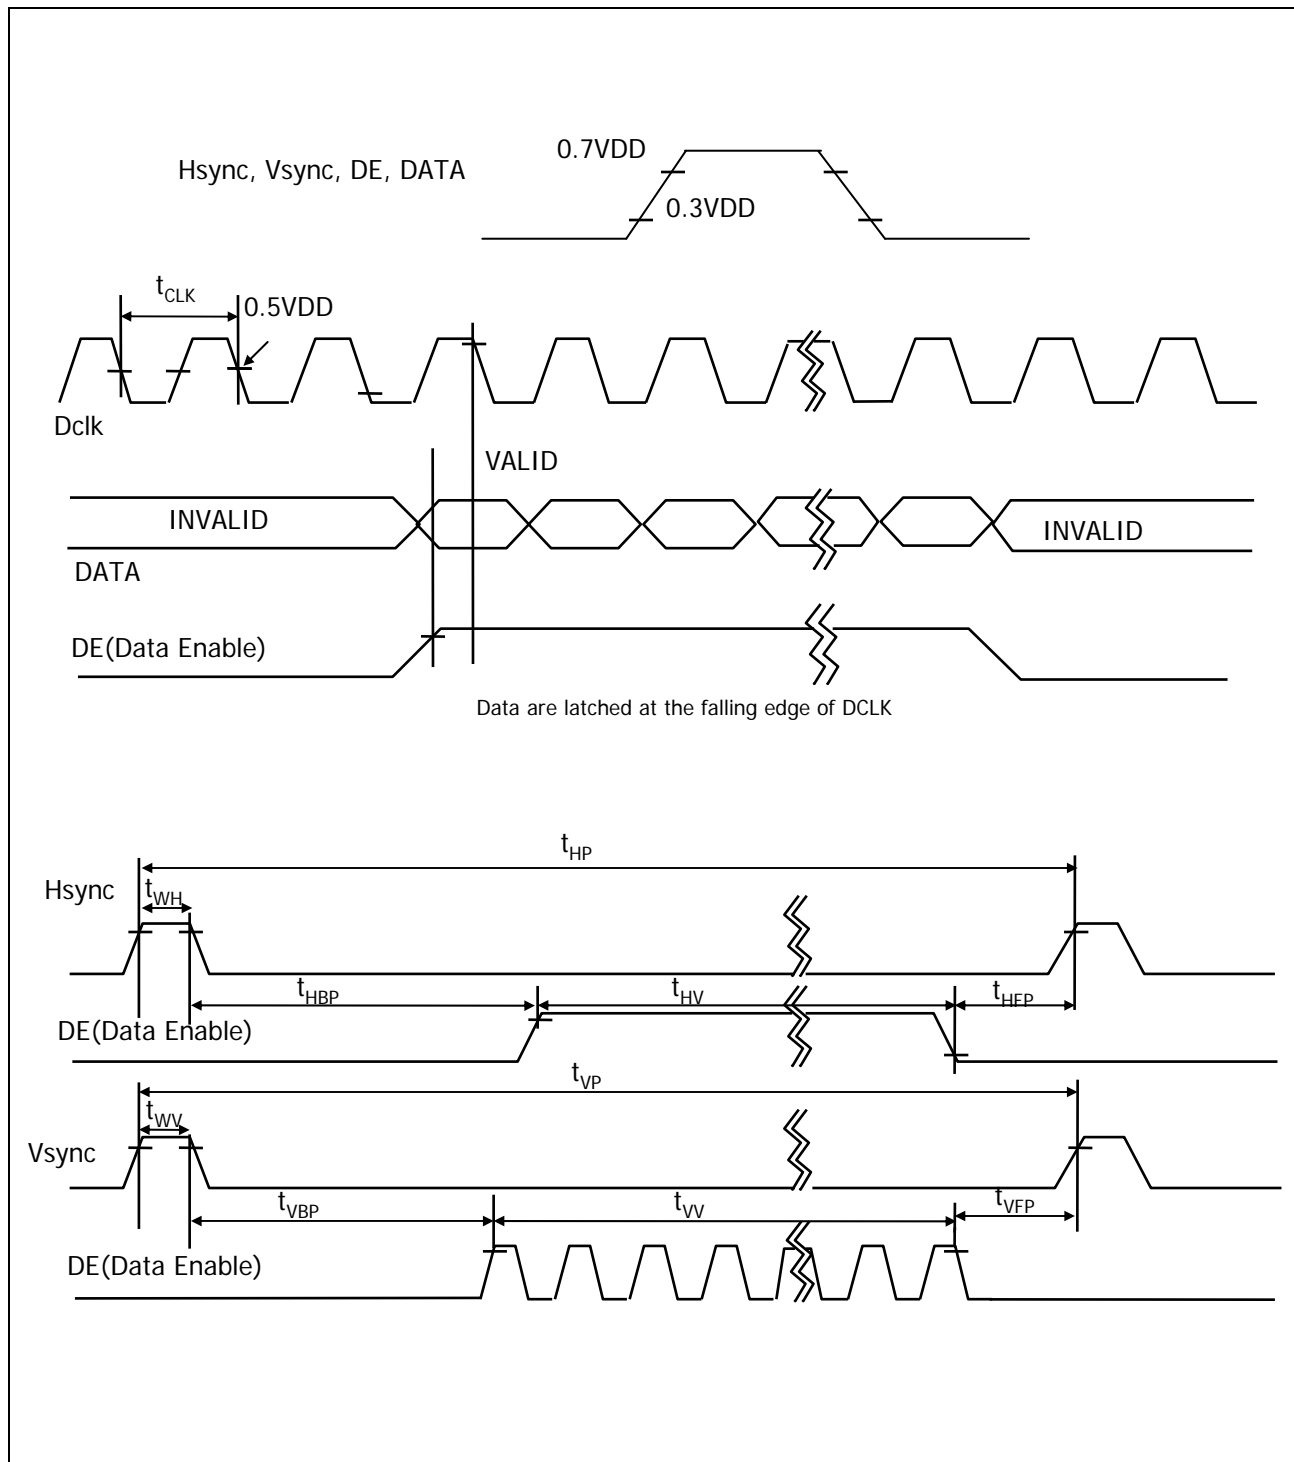 0.7VDD
Hsync, Vsync, DE, DATA
0.3VDD
tCLK
0.5VDD
Dclk
VALID
INVALID
INVALID
DATA
DE(Data Enable)
Data are latched at the falling edge of DCLK
tHP
Hsync
tWH
tHBP
tHV
tHFP
DE(Data Enable)
tVP
tWV
Vsync
tVBP
tVV
tVFP
DE(Data Enable)